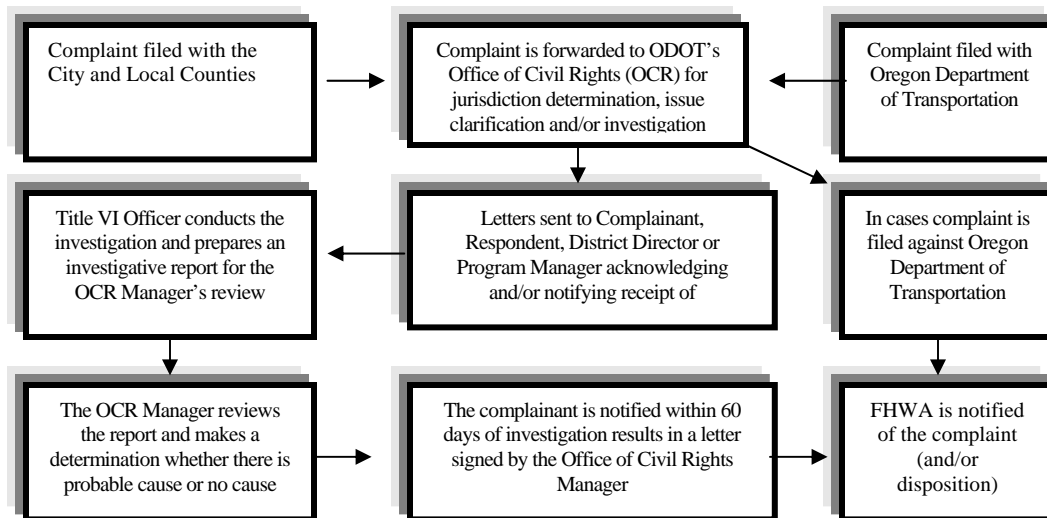 Complaint filed with the
City and Local Counties
Complaint is forwarded to ODOT's
Office of Civil Rights (OCR) for
jurisdiction determination, issue
clarification and/or investigation
Complaint filed with
Oregon Department
of Transportation
Title VI Officer conducts the
investigation and prepares an
investigative report for the
OCR Manager's review
Letters sent to Complainant,
Respondent, District Director or
Program Manager acknowledging
and/or notifying receipt of
In cases complaint is
filed against Oregon
Department of
Transportation
The OCR Manager reviews
the report and makes a
determination whether there is
probable cause or no cause
The complainant is notified within 60
days of investigation results in a letter
signed by the Office of Civil Rights
Manager
FHWA is notified
of the complaint
(and/or
disposition)